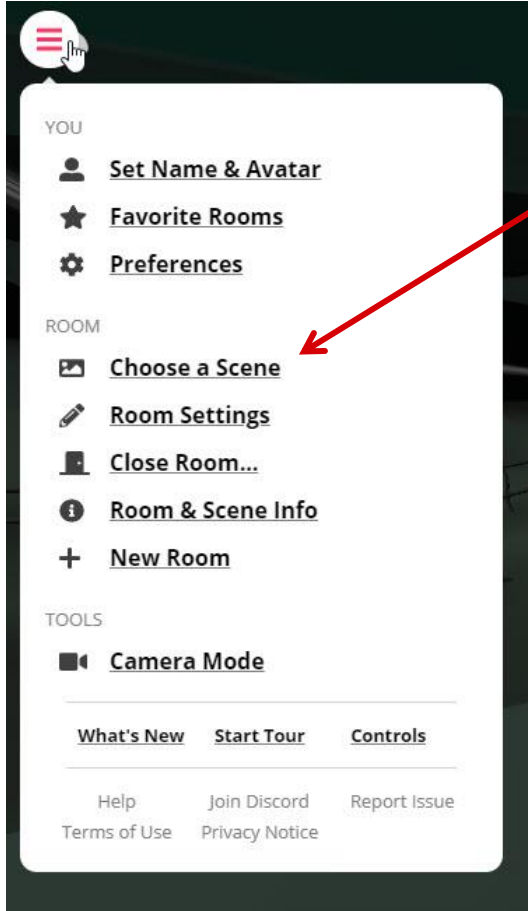 YOU
Set Name & Avatar
Favorite Rooms
Preferences
ROOM
Choose a Scene
Room Settings
Close Room...
Room & Scene Info
New Room
TOOLS
Camera Mode
What's New Start Tour Controls
Help Join Discord Report Issue
Terms of Use Privacy Notice